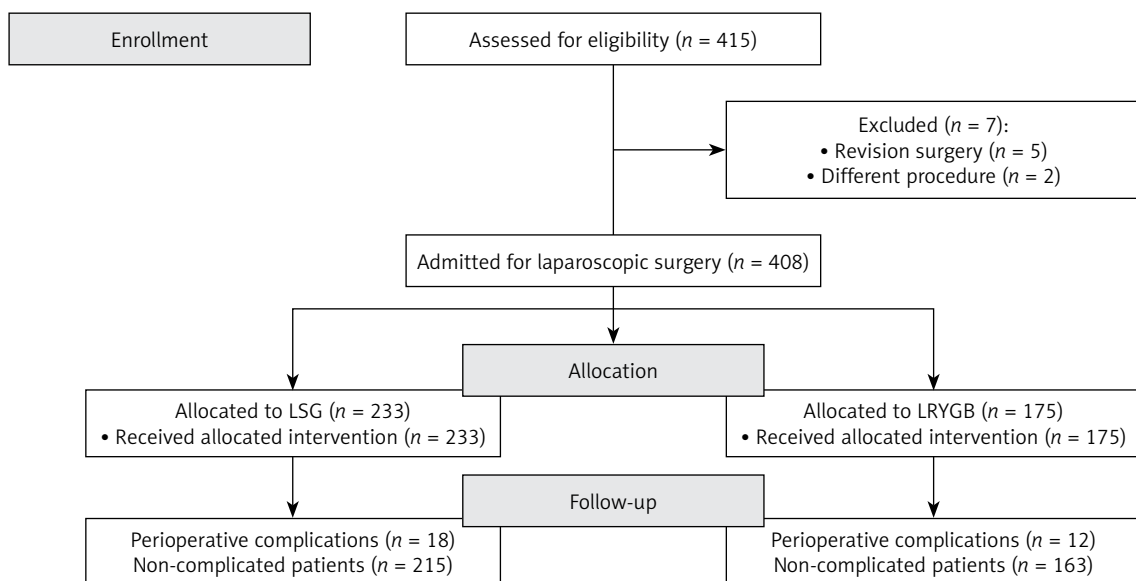 Enrollment
Assessed for eligibility (n = 415)
Excluded (n = 7):
• Revision surgery (n = 5)
• Different procedure (n = 2)
Admitted for laparoscopic surgery (n = 408)
Allocation
Allocated to LSG (n = 233)
• Received allocated intervention (n = 233)
Allocated to LRYGB (n = 175)
• Received allocated intervention (n = 175)
Follow-up
Perioperative complications (n = 18)
Non-complicated patients (n = 215)
Perioperative complications (n = 12)
Non-complicated patients (n = 163)